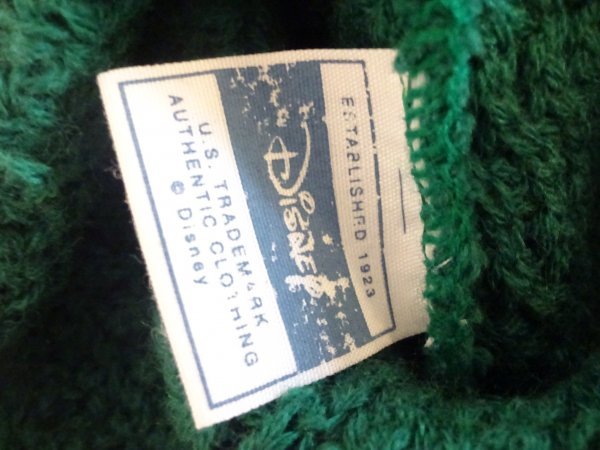 ESTABLISHED 1923
Disney
U.S. TRADEMARK
AUTHENTIC CLOTHING
© Disney